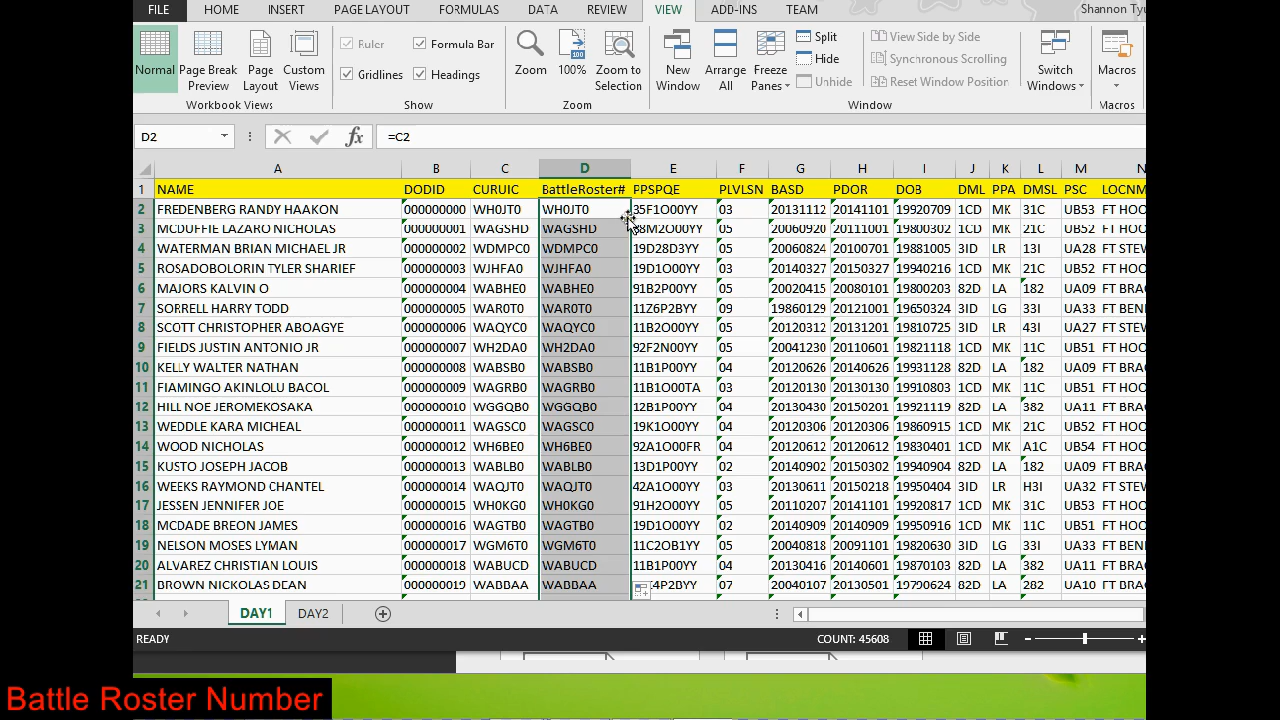 FILE HOME INSERT PAGE LAYOUT FORMULAS DATA REVIEW VIEW ADD-INS TEAM Shannon
Ruler Formula Bar Split View Side by Side
Hide Synchronous Scrolling
Normal Page Break Page Custom Gridlines Headings Zoom 100% Zoom to New Arrange Freeze Unhide Reset Window Position Switch Macros
Preview Layout Views Selection Window All Panes Windows
Workbook Views Show Zoom Window Macros
D2 fx =C2
A B C D E F G H I J K L M N
1 NAME DODID CURUIC BattleRoster# PPSPQE PLVLSN BASD PDOR DOB DML PPA DMSL PSC LOCNM
2 FREDENBERG RANDY HAAKON 000000000 WH0JT0 WH0JT0 35F1O00YY 03 20131112 20141101 19920709 1CD MK 31C UB53 FT HOO
3 MCDUFFIE LAZARO NICHOLAS 000000001 WAGSHD WAGSHD 88M2O00YY 05 20060920 20111001 19800302 1CD MK 21C UB52 FT HOO
4 WATERMAN BRIAN MICHAEL JR 000000002 WDMPC0 WDMPC0 19D28D3YY 05 20060824 20100701 19881005 3ID LR 13I UA28 FT STEW
5 ROSADOBOLORIN TYLER SHARIEF 000000003 WJHFA0 WJHFA0 19D1O00YY 03 20140327 20150327 19940216 1CD MK 21C UB52 FT HOO
6 MAJORS KALVIN O 000000004 WABHE0 WABHE0 91B2P00YY 05 20020415 20080101 19800203 82D LA 182 UA09 FT BRA
7 SORRELL HARRY TODD 000000005 WAR0T0 WAR0T0 11Z6P2BYY 09 19860129 20121001 19650324 3ID LG 33I UA33 FT BEN
8 SCOTT CHRISTOPHER ABOAGYE 000000006 WAQYC0 WAQYC0 11B2O00YY 05 20120312 20131201 19810725 3ID LR 43I UA27 FT STEW
9 FIELDS JUSTIN ANTONIO JR 000000007 WH2DA0 WH2DA0 92F2N00YY 05 20041230 20110601 19821118 1CD MK 11C UB51 FT HOO
10 KELLY WALTER NATHAN 000000008 WABSB0 WABSB0 11B1P00YY 04 20120626 20140626 19931128 82D LA 182 UA09 FT BRA
11 FIAMINGO AKINLOLU BACOL 000000009 WAGRB0 WAGRB0 11B1O00TA 03 20120130 20130130 19910803 1CD MK 11C UB51 FT HOO
12 HILL NOE JEROMEKOSAKA 000000010 WGGQB0 WGGQB0 12B1P00YY 04 20130430 20150201 19921119 82D LA 382 UA11 FT BRA
13 WEDDLE KARA MICHEAL 000000011 WAGSC0 WAGSC0 19K1O00YY 04 20120306 20120306 19860915 1CD MK 21C UB52 FT HOO
14 WOOD NICHOLAS 000000012 WH6BE0 WH6BE0 92A1O00FR 04 20120612 20120612 19830401 1CD MK A1C UB54 FT HOO
15 KUSTO JOSEPH JACOB 000000013 WABLB0 WABLB0 13D1P00YY 02 20140902 20150302 19940904 82D LA 182 UA09 FT BRA
16 WEEKS RAYMOND CHANTEL 000000014 WAQJT0 WAQJT0 42A1O00YY 03 20130611 20150218 19940404 3ID LR H3I UA32 FT STEW
17 JESSEN JENNIFER JOE 000000015 WH0KG0 WH0KG0 91H2O00YY 05 20110207 20141101 19920817 1CD MK 31C UB53 FT HOO
18 MCDADE BREON JAMES 000000016 WAGTB0 WAGTB0 19D1O00YY 02 20140909 20140909 19950916 1CD MK 11C UB51 FT HOO
19 NELSON MOSES LYMAN 000000017 WGM6T0 WGM6T0 11C2OB1YY 05 20040818 20091101 19820630 3ID LG 33I UA33 FT BEN
20 ALVAREZ CHRISTIAN LOUIS 000000018 WABUCD WABUCD 11B1P00YY 04 20130416 20140601 19870103 82D LA 382 UA11 FT BRA
21 BROWN NICKOLAS DEAN 000000019 WABBAA WABBAA 4P2BYY 07 20040107 20130501 19790624 82D LA 282 UA10 FT BRA
DAY1 DAY2
READY COUNT: 45608
Battle Roster Number